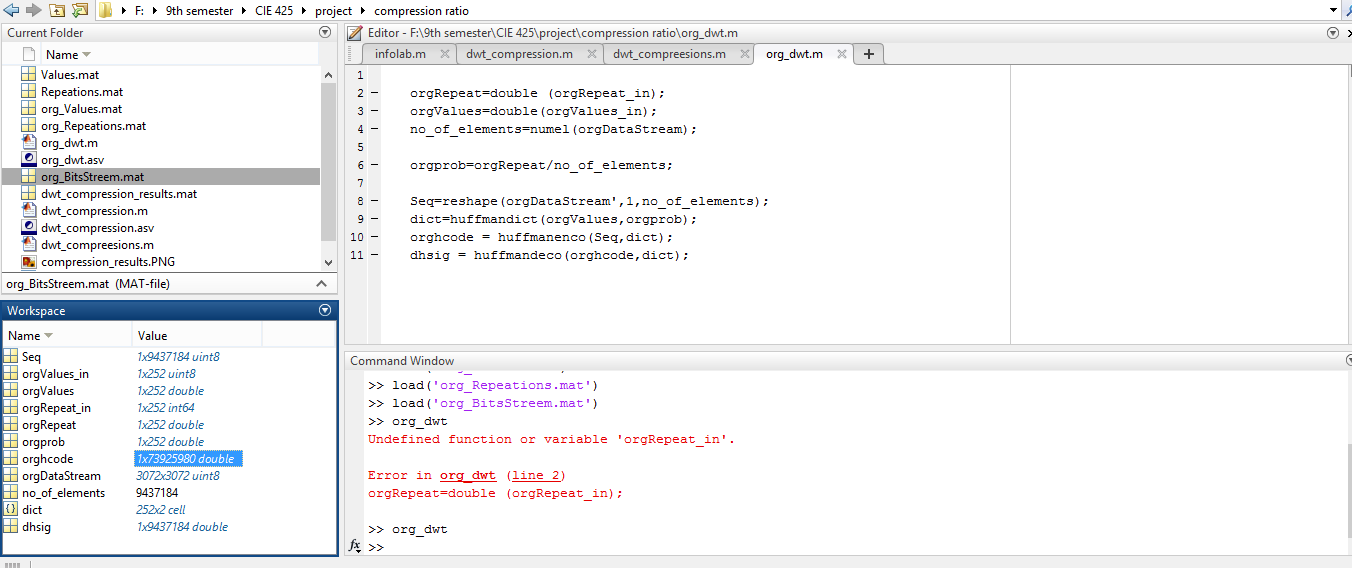 F: 9th semester CIE 425 project compression ratio
Current Folder
Name
Values.mat
Repeations.mat
org_Values.mat
org_Repeations.mat
org_dwt.m
org_dwt.asv
org_BitsStreem.mat
dwt_compression_results.mat
dwt_compression.m
dwt_compression.asv
dwt_compreesions.m
compression_results.PNG
org_BitsStreem.mat (MAT-file)
Workspace
Name Value
Seq 1x9437184 uint8
orgValues_in 1x252 uint8
orgValues 1x252 double
orgRepeat_in 1x252 int64
orgRepeat 1x252 double
orgprob 1x252 double
orghcode 1x73925980 double
orgDataStream 3072x3072 uint8
no_of_elements 9437184
{} dict 252x2 cell
dhsig 1x9437184 double
Editor - F:\9th semester\CIE 425\project\compression ratio\org_dwt.m
infolab.m dwt_compression.m dwt_compreesions.m org_dwt.m
1
2 orgRepeat=double (orgRepeat_in);
3 orgValues=double(orgValues_in);
4 no_of_elements=numel(orgDataStream);
5
6 orgprob=orgRepeat/no_of_elements;
7
8 Seq=reshape(orgDataStream',1,no_of_elements);
9 dict=huffmandict(orgValues,orgprob);
10 orghcode = huffmanenco(Seq,dict);
11 dhsig = huffmandeco(orghcode,dict);
Command Window
>> load('org_Repeations.mat')
>> load('org_BitsStreem.mat')
>> org_dwt
Undefined function or variable 'orgRepeat_in'.
Error in org_dwt (line 2)
orgRepeat=double (orgRepeat_in);
>> org_dwt
fx >>